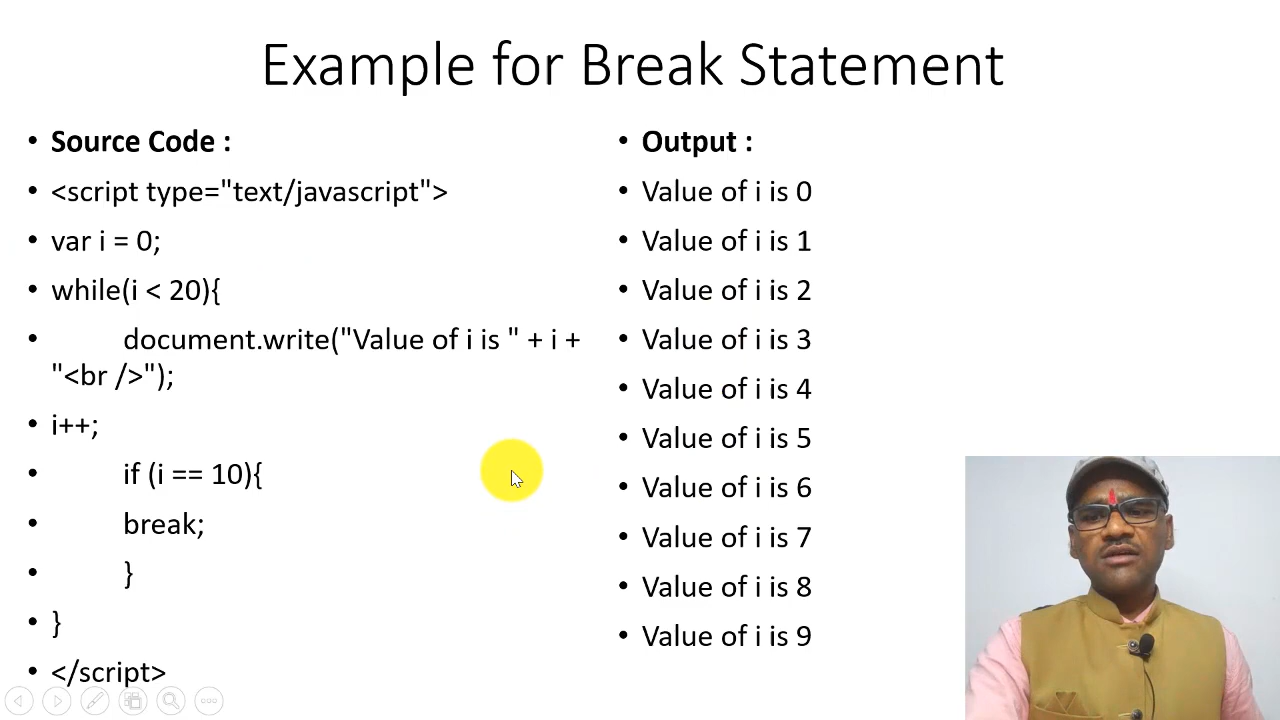 Example for Break Statement
• Source Code :
• <script type="text/javascript">
• var i = 0;
• while(i < 20){
• document.write("Value of i is " + i +
"<br />");
• i++;
• if (i == 10){
• break;
• }
• }
• </script>
• Output :
• Value of i is 0
• Value of i is 1
• Value of i is 2
• Value of i is 3
• Value of i is 4
• Value of i is 5
• Value of i is 6
• Value of i is 7
• Value of i is 8
• Value of i is 9